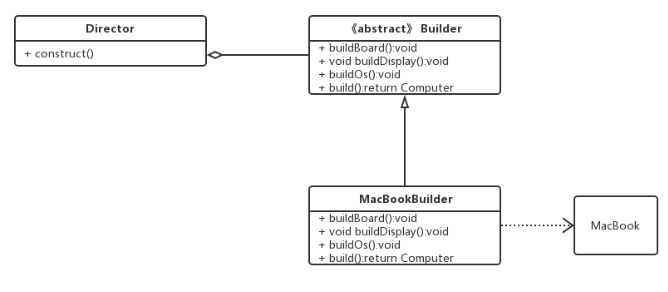 Director
+ construct()
《abstract》 Builder
+ buildBoard():void
+ void buildDisplay():void
+ buildOs():void
+ build():return Computer
MacBookBuilder
+ buildBoard():void
+ void buildDisplay():void
+ buildOs():void
+ build():return Computer
MacBook